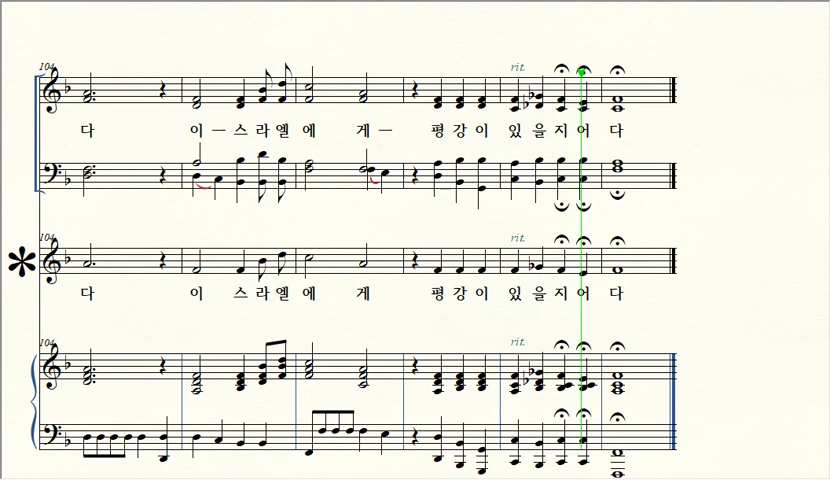 104
rit.
다 이 — 스 라 엘 에 게 — 평 강 이 있 을 지 어 다
104
rit.
다 이 스 라 엘 에 게 평 강 이 있 을 지 어 다
104
rit.